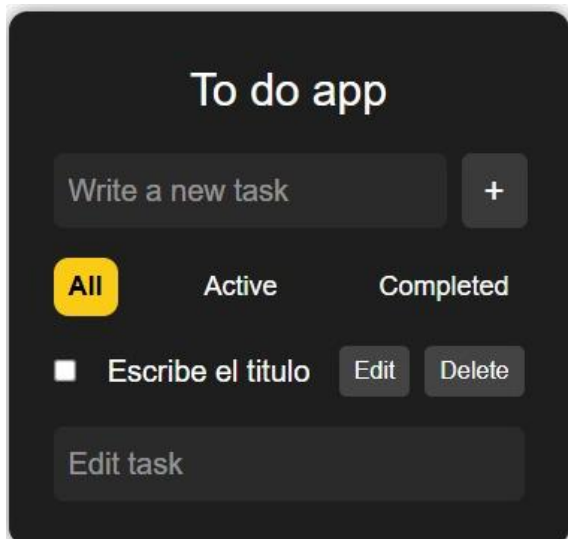 To do app
Write a new task +
All Active Completed
Escribe el titulo Edit Delete
Edit task